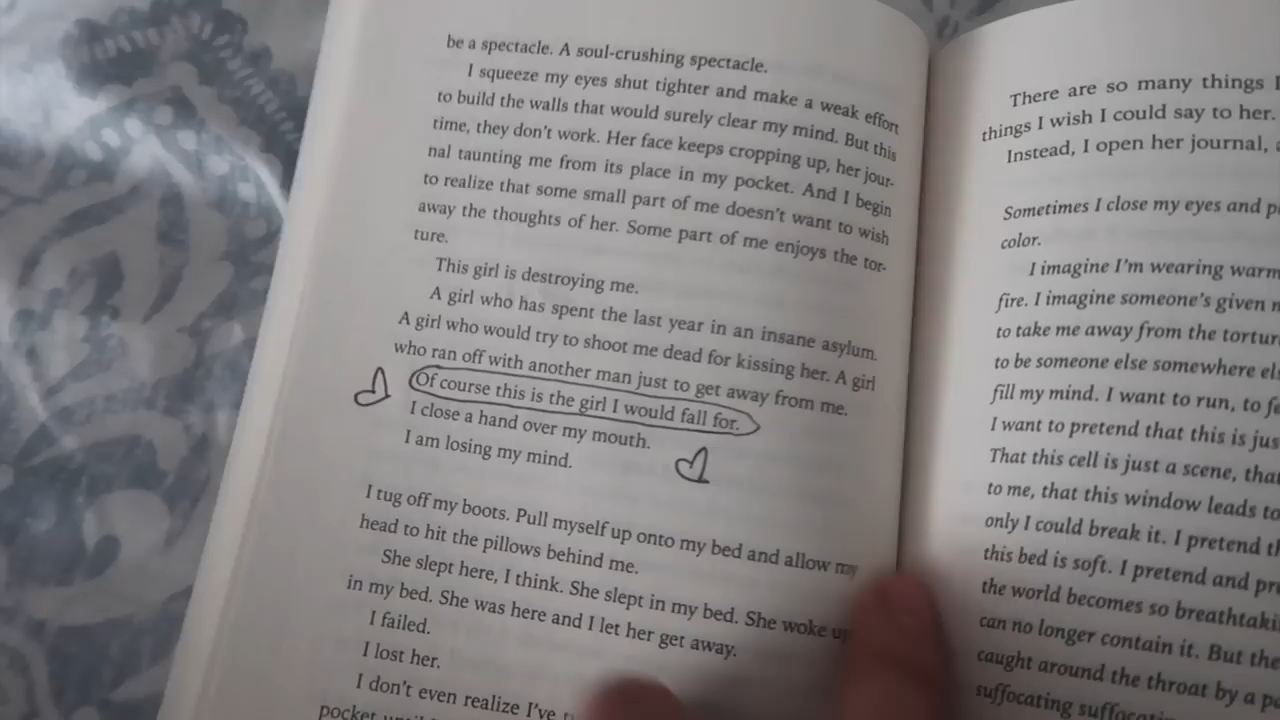 be a spectacle. A soul-crushing spectacle.
I squeeze my eyes shut tighter and make a weak effort
to build the walls that would surely clear my mind. But this
time, they don't work. Her face keeps cropping up, her jour-
nal taunting me from its place in my pocket. And I begin
to realize that some small part of me doesn't want to wish
away the thoughts of her. Some part of me enjoys the tor-
ture.
This girl is destroying me.
A girl who has spent the last year in an insane asylum.
A girl who would try to shoot me dead for kissing her. A girl
who ran off with another man just to get away from me.
Of course this is the girl I would fall for.
I close a hand over my mouth.
I am losing my mind.
I tug off my boots. Pull myself up onto my bed and allow my
head to hit the pillows behind me.
She slept here, I think. She slept in my bed. She woke up
in my bed. She was here and I let her get away.
I failed.
I lost her.
I don't even realize I've
pocket
There are so many things I
things I wish I could say to her.
Instead, I open her journal,
Sometimes I close my eyes and
color.
I imagine I'm wearing warm
fire. I imagine someone's given
to take me away from the
to be someone else somewhere
fill my mind. I want to run, to
I want to pretend that this is
That this cell is just a scene,
to me, that this window leads to
only I could break it. I pretend
this bed is soft. I pretend and
the world becomes so
can no longer contain it. But
caught around the throat by a
suffocating